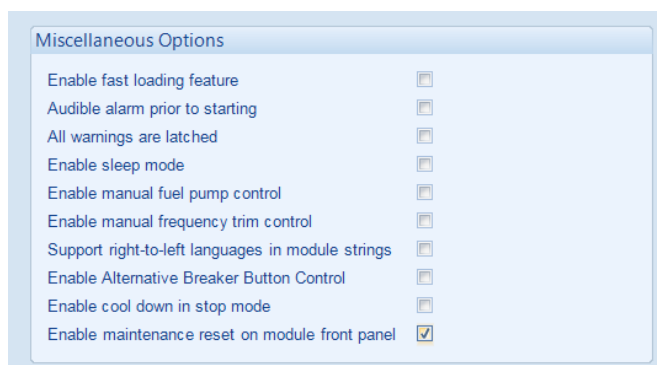 Miscellaneous Options
Enable fast loading feature
Audible alarm prior to starting
All warnings are latched
Enable sleep mode
Enable manual fuel pump control
Enable manual frequency trim control
Support right-to-left languages in module strings
Enable Alternative Breaker Button Control
Enable cool down in stop mode
Enable maintenance reset on module front panel